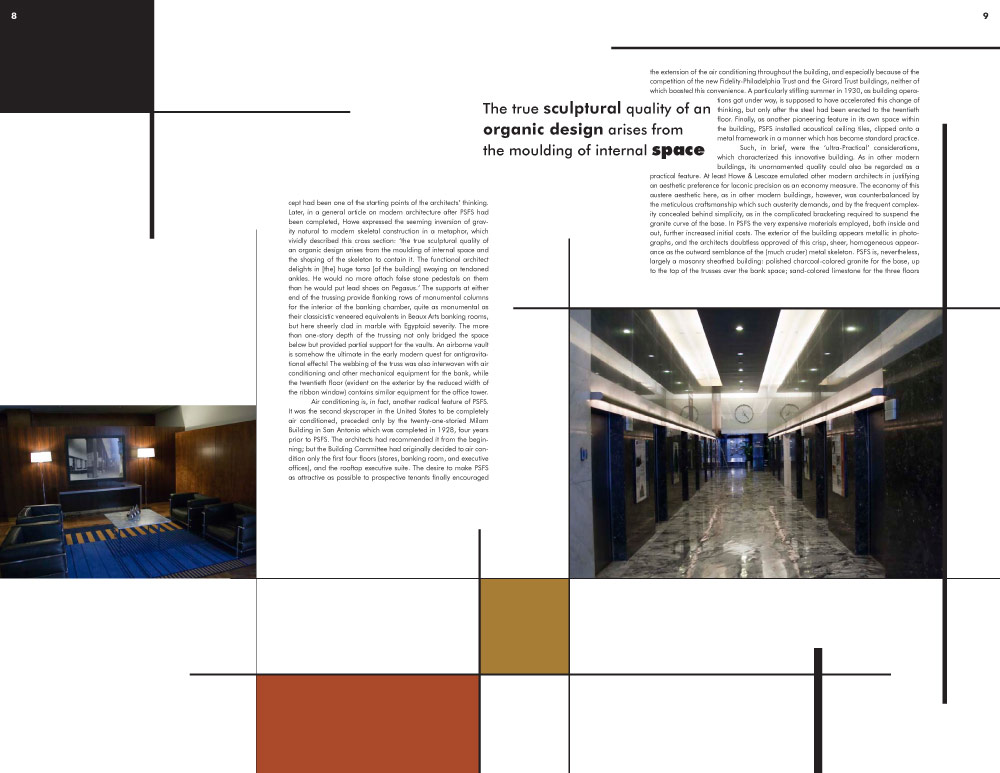 8
9
cept had been one of the starting points of the architects' thinking.
Later, in a general article on modern architecture after PSFS had
been completed, Howe expressed the seeming inversion of grav-
ity natural to modern skeletal construction in a metaphor, which
vividly described this cross section: 'the true sculptural quality of
an organic design arises from the moulding of internal space and
the shaping of the skeleton to contain it. The functional architect
delights in [the] huge torso [of the building] swaying on tendoned
ankles. He would no more attach false stone pedestals on them
than he would put lead shoes on Pegasus.' The supports at either
end of the trussing provide flanking rows of monumental columns
for the interior of the banking chamber, quite as monumental as
their classicistic veneered equivalents in Beaux Arts banking rooms,
but here sheerly clad in marble with Egyptoid severity. The more
than one-story depth of the trussing not only bridged the space
below but provided partial support for the vaults. An airborne vault
is somehow the ultimate in the early modern quest for antigravita-
tional effects! The webbing of the truss was also interwoven with air
conditioning and other mechanical equipment for the bank, while
the twentieth floor (evident on the exterior by the reduced width of
the ribbon window) contains similar equipment for the office tower.
Air conditioning is, in fact, another radical feature of PSFS.
It was the second skyscraper in the United States to be completely
air conditioned, preceded only by the twenty-one-storied Milam
Building in San Antonio which was completed in 1928, four years
prior to PSFS. The architects had recommended it from the begin-
ning; but the Building Committee had originally decided to air con-
dition only the first four floors (stores, banking room, and executive
offices), and the rooftop executive suite. The desire to make PSFS
as attractive as possible to prospective tenants finally encouraged
The true sculptural quality of an
organic design arises from
the moulding of internal space
the extension of the air conditioning throughout the building, and especially because of the
competition of the new Fidelity-Philadelphia Trust and the Girard Trust buildings, neither of
which boasted this convenience. A particularly stifling summer in 1930, as building opera-
tions got under way, is supposed to have accelerated this change of
thinking, but only after the steel had been erected to the twentieth
floor. Finally, as another pioneering feature in its own space within
the building, PSFS installed acoustical ceiling tiles, clipped onto a
metal framework in a manner which has become standard practice.
Such, in brief, were the 'ultra-Practical' considerations,
which characterized this innovative building. As in other modern
buildings, its unornamented quality could also be regarded as a
practical feature. At least Howe & Lescaze emulated other modern architects in justifying
an aesthetic preference for laconic precision as an economy measure. The economy of this
austere aesthetic here, as in other modern buildings, however, was counterbalanced by
the meticulous craftsmanship which such austerity demands, and by the frequent complex-
ity concealed behind simplicity, as in the complicated bracketing required to suspend the
granite curve of the base. In PSFS the very expensive materials employed, both inside and
out, further increased initial costs. The exterior of the building appears metallic in photo-
graphs, and the architects doubtless approved of this crisp, sheer, homogeneous appear-
ance as the outward semblance of the (much cruder) metal skeleton. PSFS is, nevertheless,
largely a masonry sheathed building: polished charcoal-colored granite for the base, up
to the top of the trusses over the bank space; sand-colored limestone for the three floors